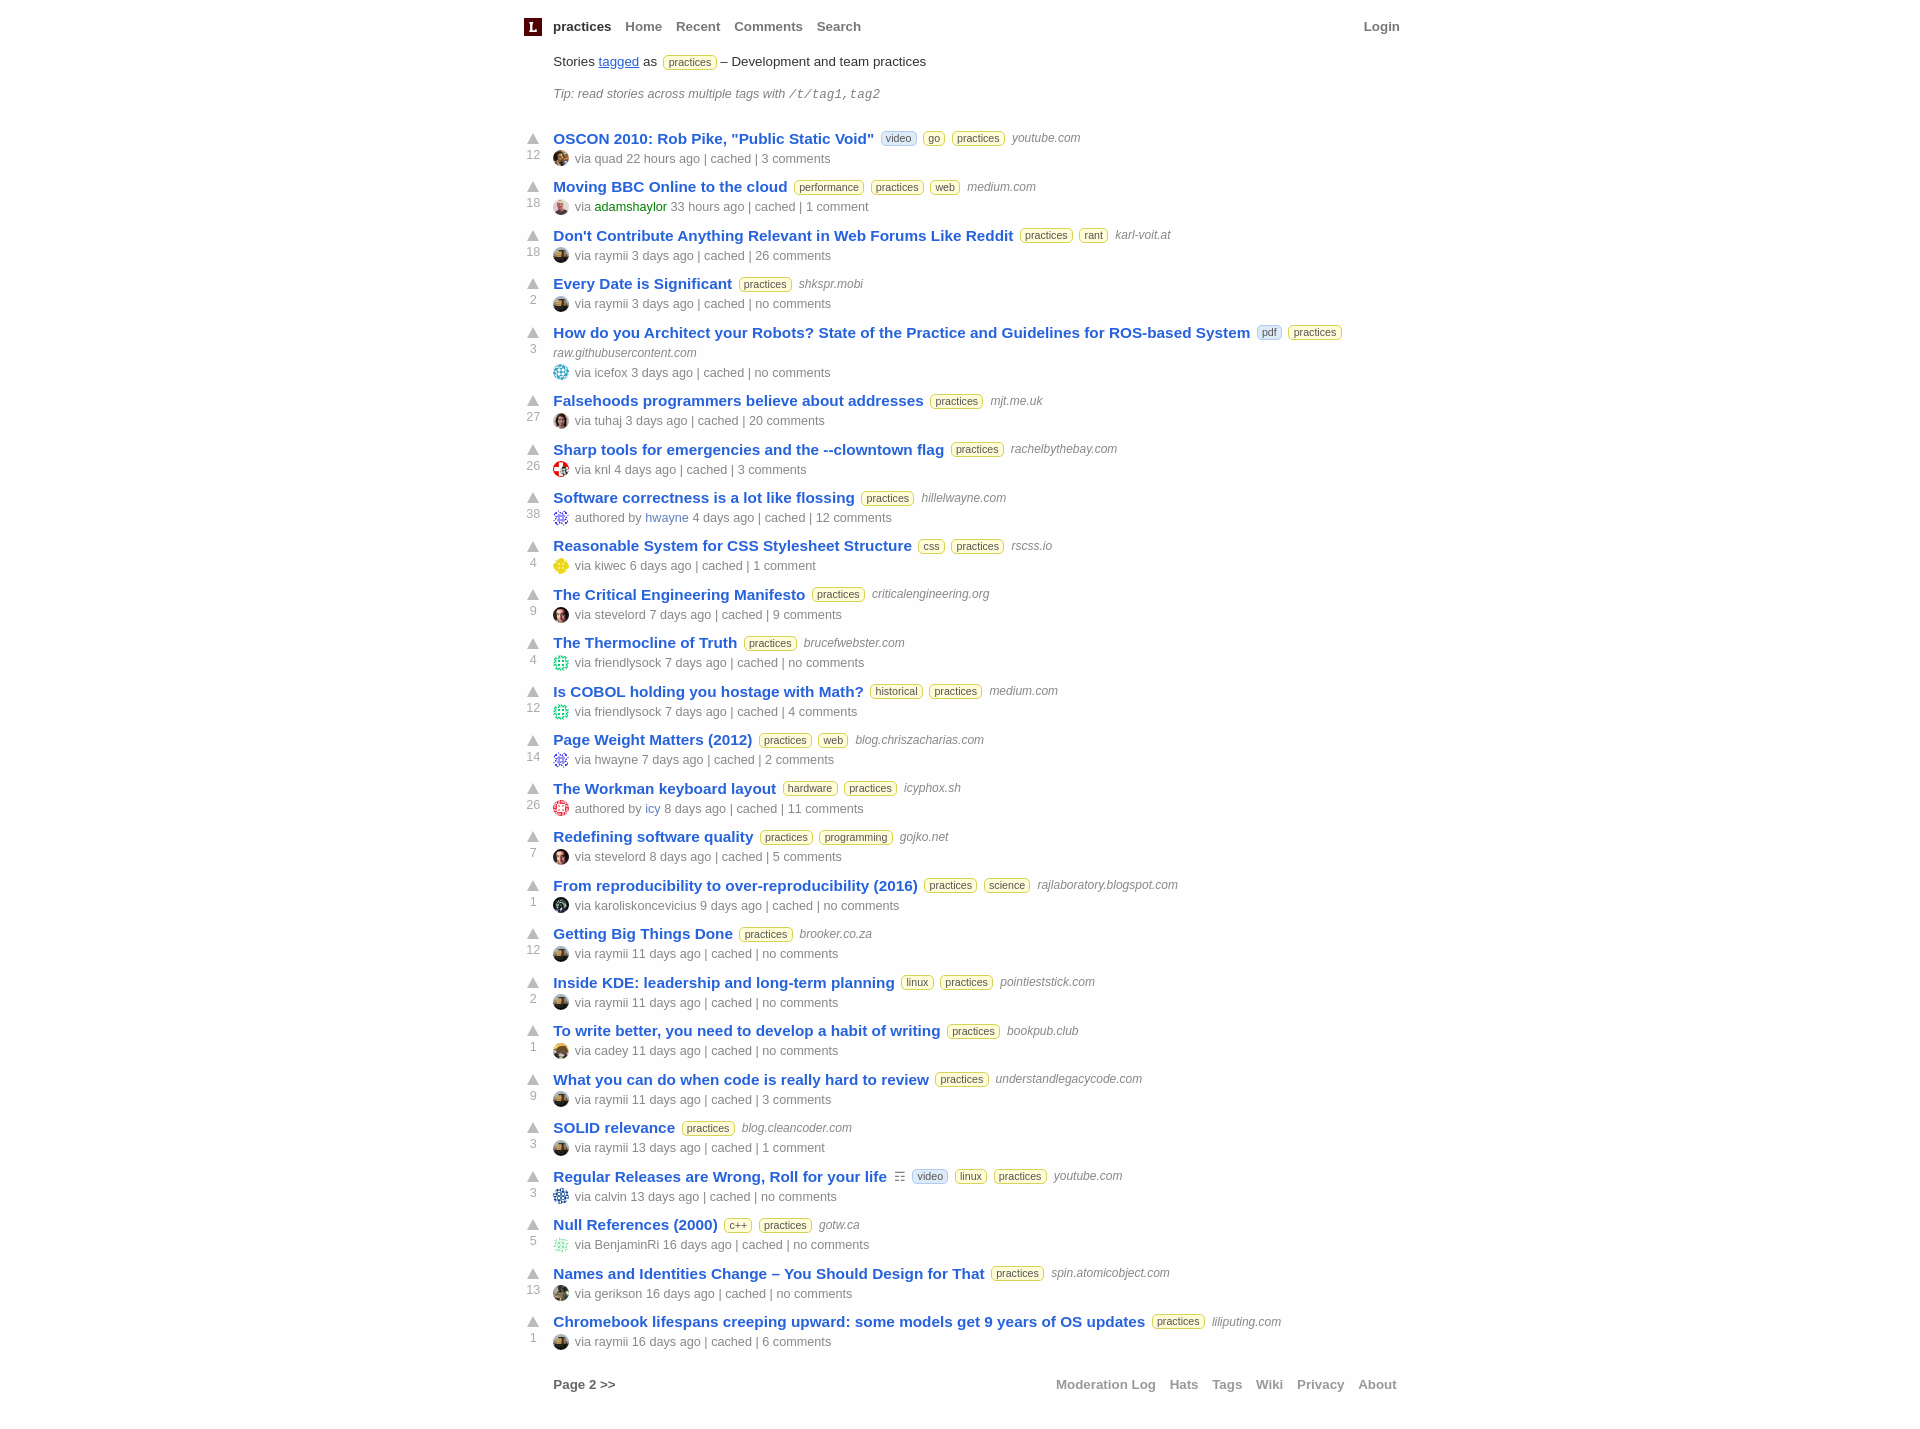 L practices Home Recent Comments Search Login
Stories tagged as practices – Development and team practices
Tip: read stories across multiple tags with /t/tag1,tag2
OSCON 2010: Rob Pike, "Public Static Void" video go practices youtube.com
12 via quad 22 hours ago | cached | 3 comments
Moving BBC Online to the cloud performance practices web medium.com
18 via adamshaylor 33 hours ago | cached | 1 comment
Don't Contribute Anything Relevant in Web Forums Like Reddit practices rant karl-voit.at
18 via raymii 3 days ago | cached | 26 comments
Every Date is Significant practices shkspr.mobi
2 via raymii 3 days ago | cached | no comments
How do you Architect your Robots? State of the Practice and Guidelines for ROS-based System pdf practices
3 raw.githubusercontent.com
via icefox 3 days ago | cached | no comments
Falsehoods programmers believe about addresses practices mjt.me.uk
27 via tuhaj 3 days ago | cached | 20 comments
Sharp tools for emergencies and the --clowntown flag practices rachelbythebay.com
26 via knl 4 days ago | cached | 3 comments
Software correctness is a lot like flossing practices hillelwayne.com
38 authored by hwayne 4 days ago | cached | 12 comments
Reasonable System for CSS Stylesheet Structure css practices rscss.io
4 via kiwec 6 days ago | cached | 1 comment
The Critical Engineering Manifesto practices criticalengineering.org
9 via stevelord 7 days ago | cached | 9 comments
The Thermocline of Truth practices brucefwebster.com
4 via friendlysock 7 days ago | cached | no comments
Is COBOL holding you hostage with Math? historical practices medium.com
12 via friendlysock 7 days ago | cached | 4 comments
Page Weight Matters (2012) practices web blog.chriszacharias.com
14 via hwayne 7 days ago | cached | 2 comments
The Workman keyboard layout hardware practices icyphox.sh
26 authored by icy 8 days ago | cached | 11 comments
Redefining software quality practices programming gojko.net
7 via stevelord 8 days ago | cached | 5 comments
From reproducibility to over-reproducibility (2016) practices science rajlaboratory.blogspot.com
1 via karoliskoncevicius 9 days ago | cached | no comments
Getting Big Things Done practices brooker.co.za
12 via raymii 11 days ago | cached | no comments
Inside KDE: leadership and long-term planning linux practices pointieststick.com
2 via raymii 11 days ago | cached | no comments
To write better, you need to develop a habit of writing practices bookpub.club
1 via cadey 11 days ago | cached | no comments
What you can do when code is really hard to review practices understandlegacycode.com
9 via raymii 11 days ago | cached | 3 comments
SOLID relevance practices blog.cleancoder.com
3 via raymii 13 days ago | cached | 1 comment
Regular Releases are Wrong, Roll for your life ☶ video linux practices youtube.com
3 via calvin 13 days ago | cached | no comments
Null References (2000) c++ practices gotw.ca
5 via BenjaminRi 16 days ago | cached | no comments
Names and Identities Change – You Should Design for That practices spin.atomicobject.com
13 via gerikson 16 days ago | cached | no comments
Chromebook lifespans creeping upward: some models get 9 years of OS updates practices liliputing.com
1 via raymii 16 days ago | cached | 6 comments
Page 2 >> Moderation Log Hats Tags Wiki Privacy About